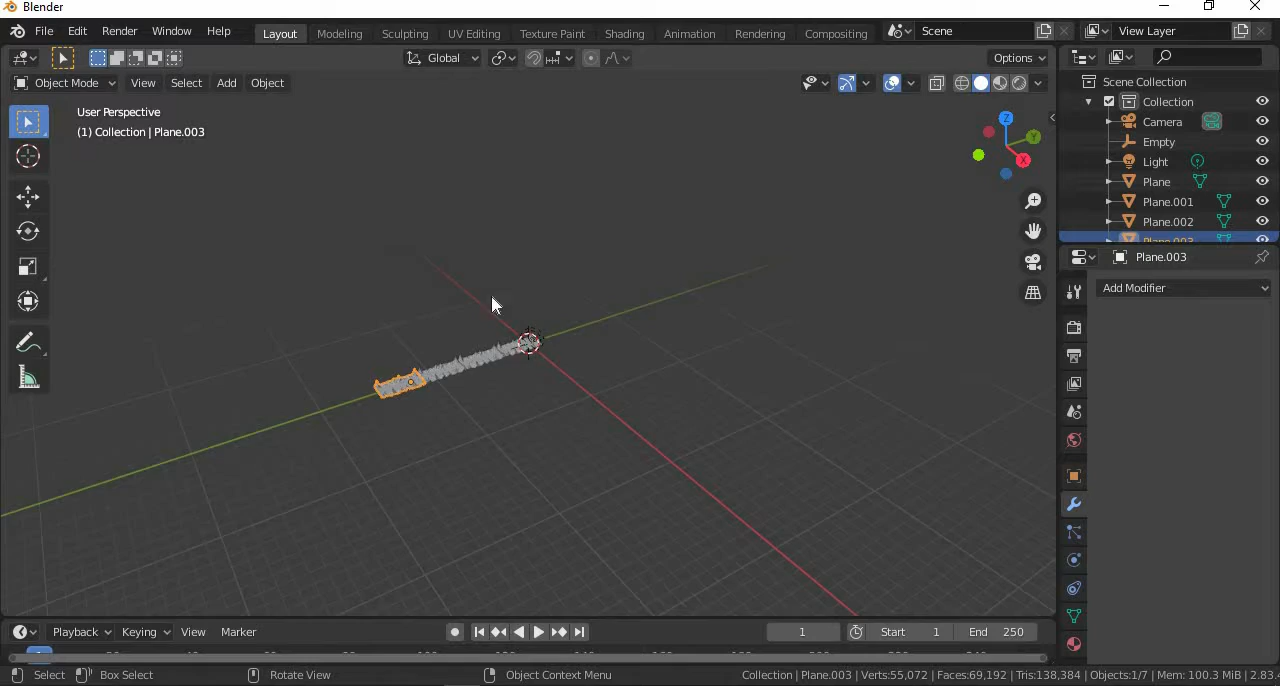 Blender
File Edit Render Window Help Layout Modeling Sculpting UV Editing Texture Paint Shading Animation Rendering Compositing Scene View Layer
Global Options
Object Mode View Select Add Object
User Perspective
(1) Collection | Plane.003
Z
Y
X
Scene Collection
Collection
Camera
Empty
Light
Plane
Plane.001
Plane.002
Plane.003
Plane.003
Add Modifier
Playback Keying View Marker 1 Start 1 End 250
Select Box Select Rotate View Object Context Menu Collection | Plane.003 | Verts:55,072 | Faces:69,192 | Tris:138,384 | Objects:1/7 | Mem: 100.3 MiB | 2.83.